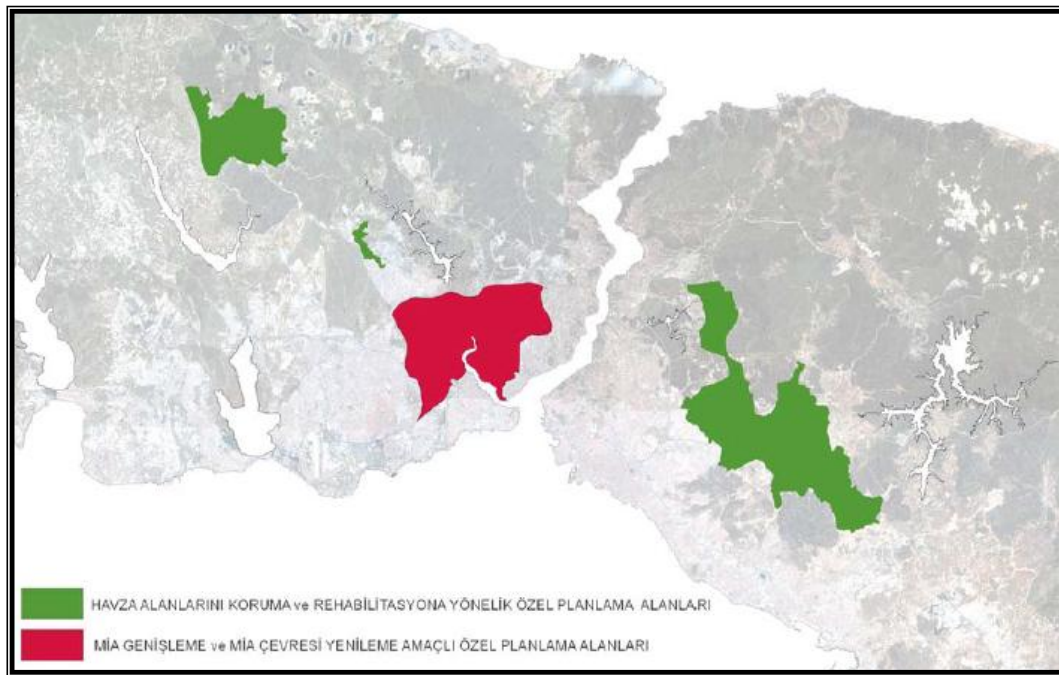 HAVZA ALANLARINI KORUMA ve REHABİLİTASYONA YÖNELİK ÖZEL PLANLAMA ALANLARI
MİA GENİŞLEME ve MİA ÇEVRESİ YENİLEME AMAÇLI ÖZEL PLANLAMA ALANLARI